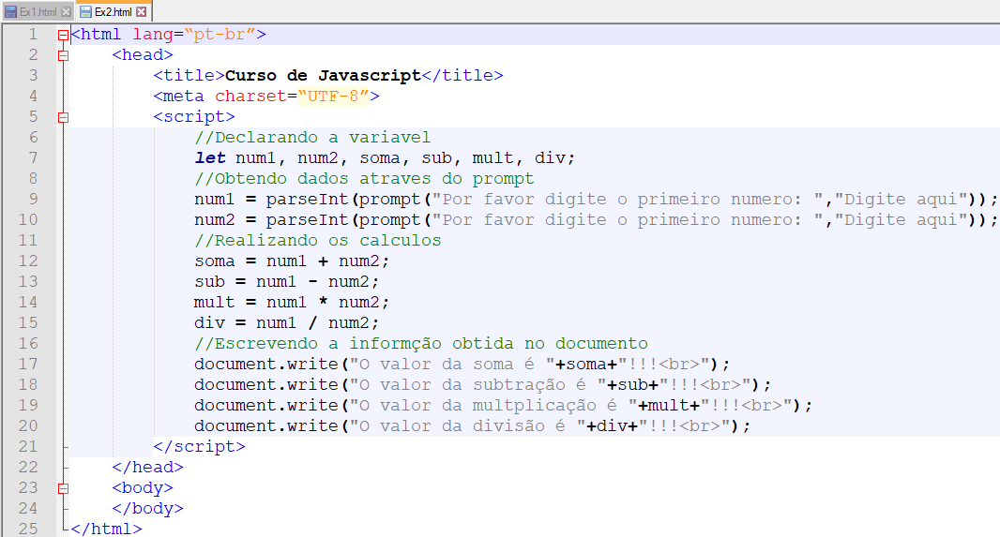 Ex1.html Ex2.html
1 <html lang=“pt-br”>
2 <head>
3 <title>Curso de Javascript</title>
4 <meta charset=“UTF-8”>
5 <script>
6 //Declarando a variavel
7 let num1, num2, soma, sub, mult, div;
8 //Obtendo dados atraves do prompt
9 num1 = parseInt(prompt("Por favor digite o primeiro numero: ","Digite aqui"));
10 num2 = parseInt(prompt("Por favor digite o primeiro numero: ","Digite aqui"));
11 //Realizando os calculos
12 soma = num1 + num2;
13 sub = num1 - num2;
14 mult = num1 * num2;
15 div = num1 / num2;
16 //Escrevendo a informção obtida no documento
17 document.write("O valor da soma é "+soma+"!!!<br>");
18 document.write("O valor da subtração é "+sub+"!!!<br>");
19 document.write("O valor da multplicação é "+mult+"!!!<br>");
20 document.write("O valor da divisão é "+div+"!!!<br>");
21 </script>
22 </head>
23 <body>
24 </body>
25 </html>